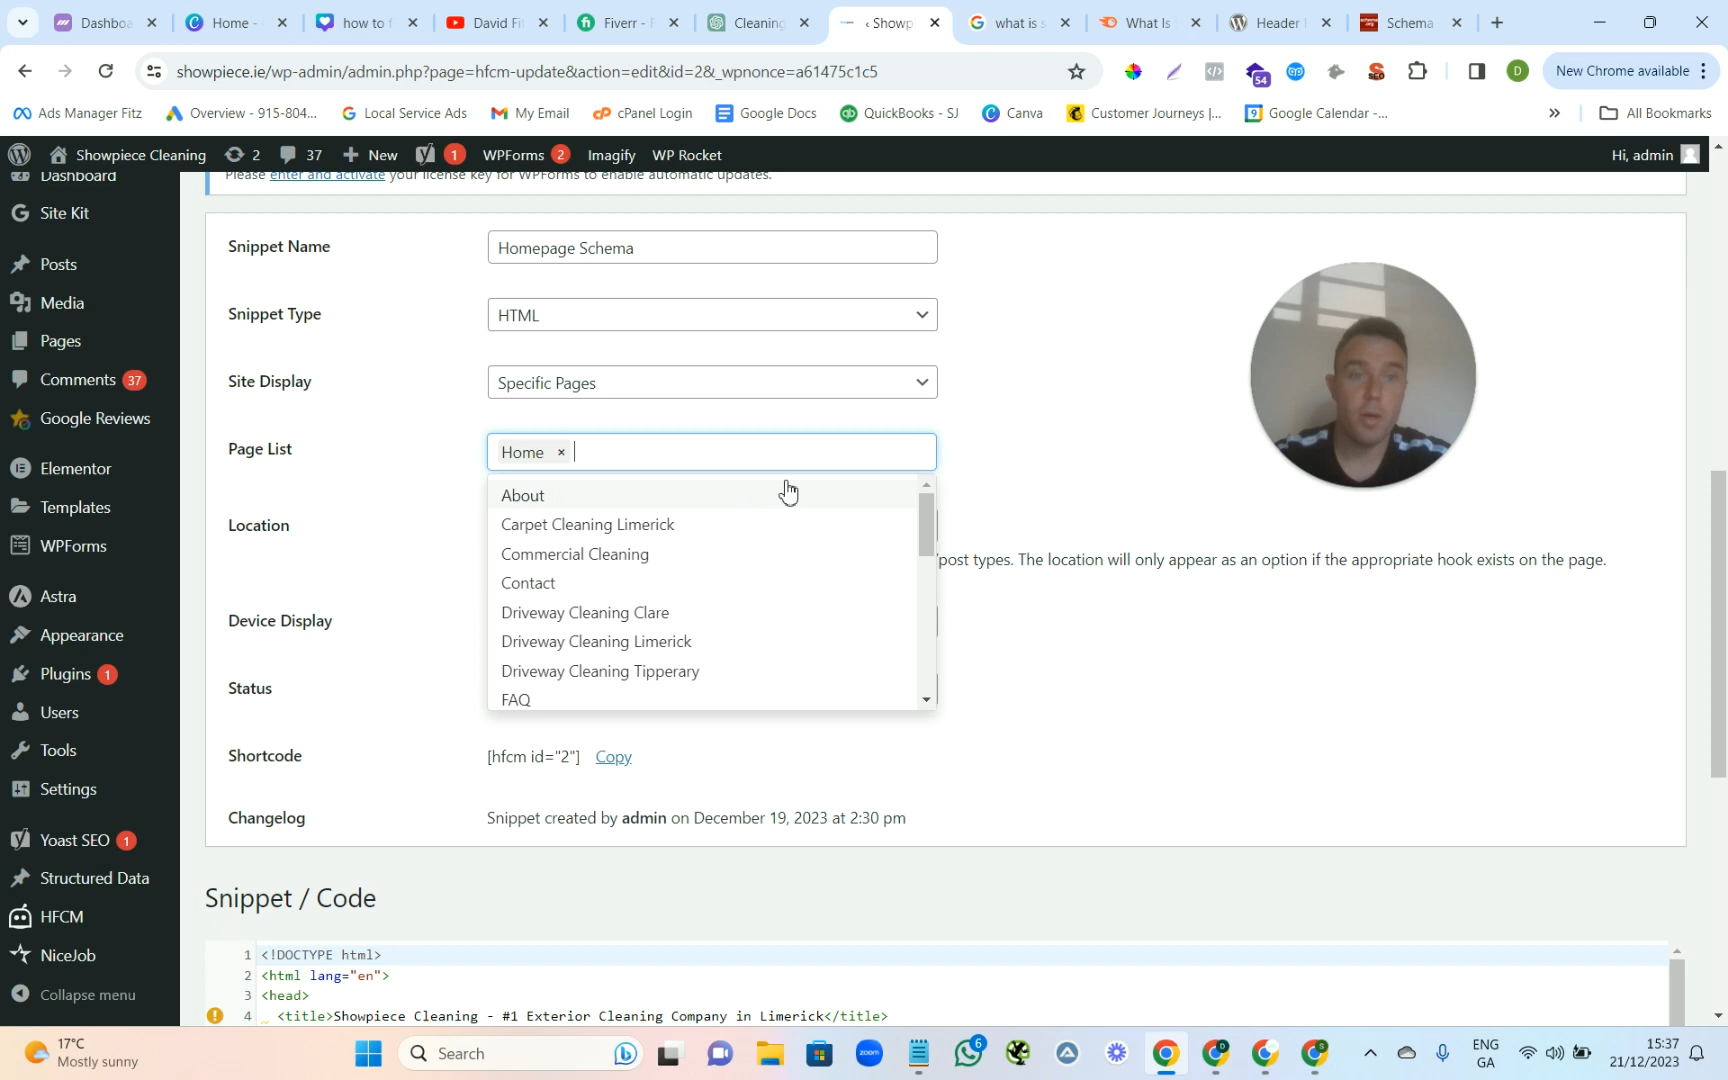 Dashboa
Home -
how to f
David Fi
Fiverr - F
Cleaning
‹ Showp
what is s
What Is
Header
Schema
showpiece.ie/wp-admin/admin.php?page=hfcm-update&action=edit&id=2&_wpnonce=a61475c1c5
54
SEO
D
New Chrome available
Ads Manager Fitz
Overview - 915-804...
Local Service Ads
My Email
cPanel Login
Google Docs
QuickBooks - SJ
Canva
Customer Journeys |...
Google Calendar -...
»
All Bookmarks
Showpiece Cleaning
2
37
New
1
WPForms 2
Imagify
WP Rocket
Hi, admin
Dashboard
Site Kit
Posts
Media
Pages
Comments 37
Google Reviews
Elementor
Templates
WPForms
Astra
Appearance
Plugins 1
Users
Tools
Settings
Yoast SEO 1
Structured Data
HFCM
NiceJob
Collapse menu
Please enter and activate your license key for WPForms to enable automatic updates.
Snippet Name
Homepage Schema
Snippet Type
HTML
Site Display
Specific Pages
Page List
Home ×
About
Carpet Cleaning Limerick
Commercial Cleaning
Contact
Driveway Cleaning Clare
Driveway Cleaning Limerick
Driveway Cleaning Tipperary
FAQ
Location
post types. The location will only appear as an option if the appropriate hook exists on the page.
Device Display
Status
Shortcode
[hfcm id="2"] Copy
Changelog
Snippet created by admin on December 19, 2023 at 2:30 pm
Snippet / Code
1 <!DOCTYPE html>
2 <html lang="en">
3 <head>
4 <title>Showpiece Cleaning - #1 Exterior Cleaning Company in Limerick</title>
17°C
Mostly sunny
Search
zoom
6
D
S
ENG
GA
15:37
21/12/2023